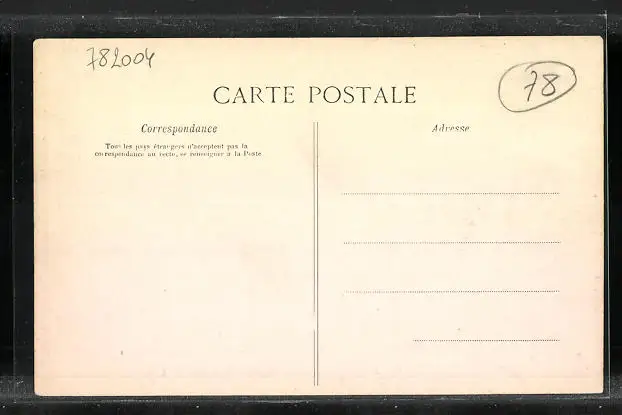 782004
78
CARTE POSTALE
Correspondance
Adresse
Tous les pays étrangers n'acceptent pas la
correspondance au recto, se renseigner à la Poste.